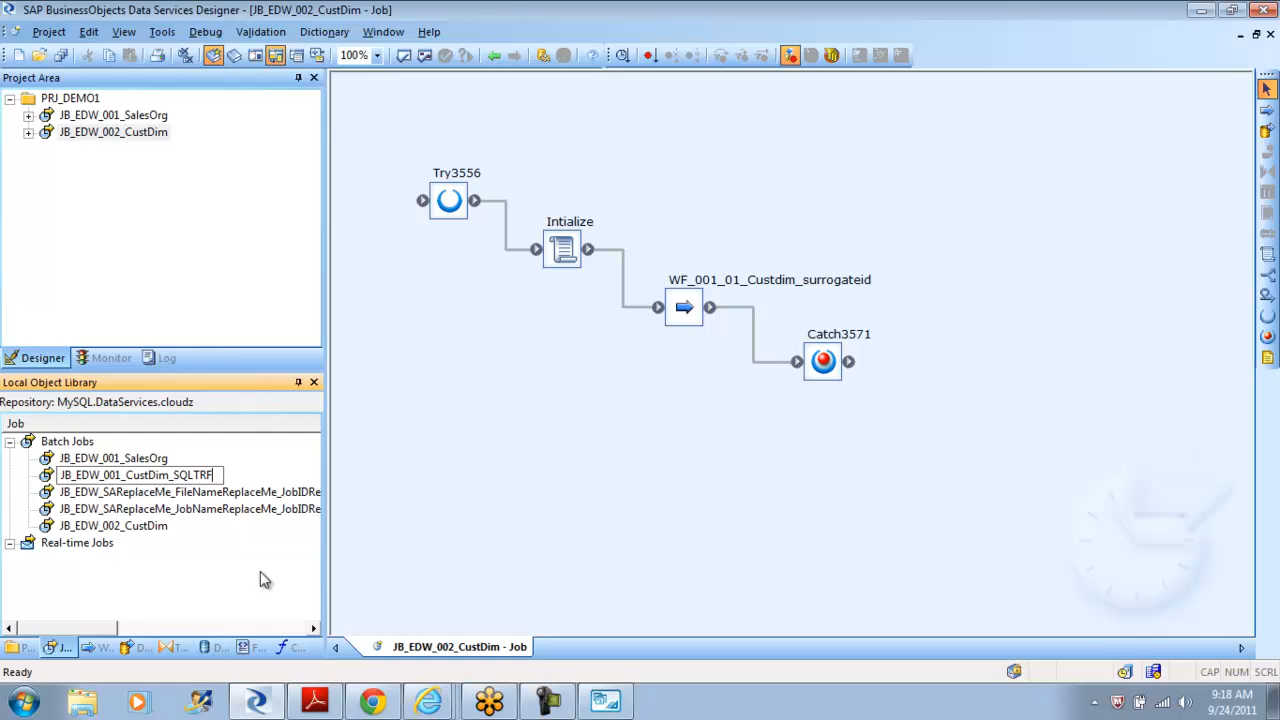 SAP BusinessObjects Data Services Designer - [JB_EDW_002_CustDim - Job]
Project Edit View Tools Debug Validation Dictionary Window Help
100%
Project Area
PRJ_DEMO1
JB_EDW_001_SalesOrg
JB_EDW_002_CustDim
Try3556
Intialize
WF_001_01_Custdim_surrogateid
Catch3571
Designer Monitor Log
Local Object Library
Repository: MySQL.DataServices.cloudz
Job
Batch Jobs
JB_EDW_001_SalesOrg
JB_EDW_001_CustDim_SQLTRF
JB_EDW_SAReplaceMe_FileNameReplaceMe_JobIDRe
JB_EDW_SAReplaceMe_JobNameReplaceMe_JobIDRe
JB_EDW_002_CustDim
Real-time Jobs
P... J... W... D... T... D... F... C...
JB_EDW_002_CustDim - Job
Ready
CAP NUM SCRL
9:18 AM
9/24/2011